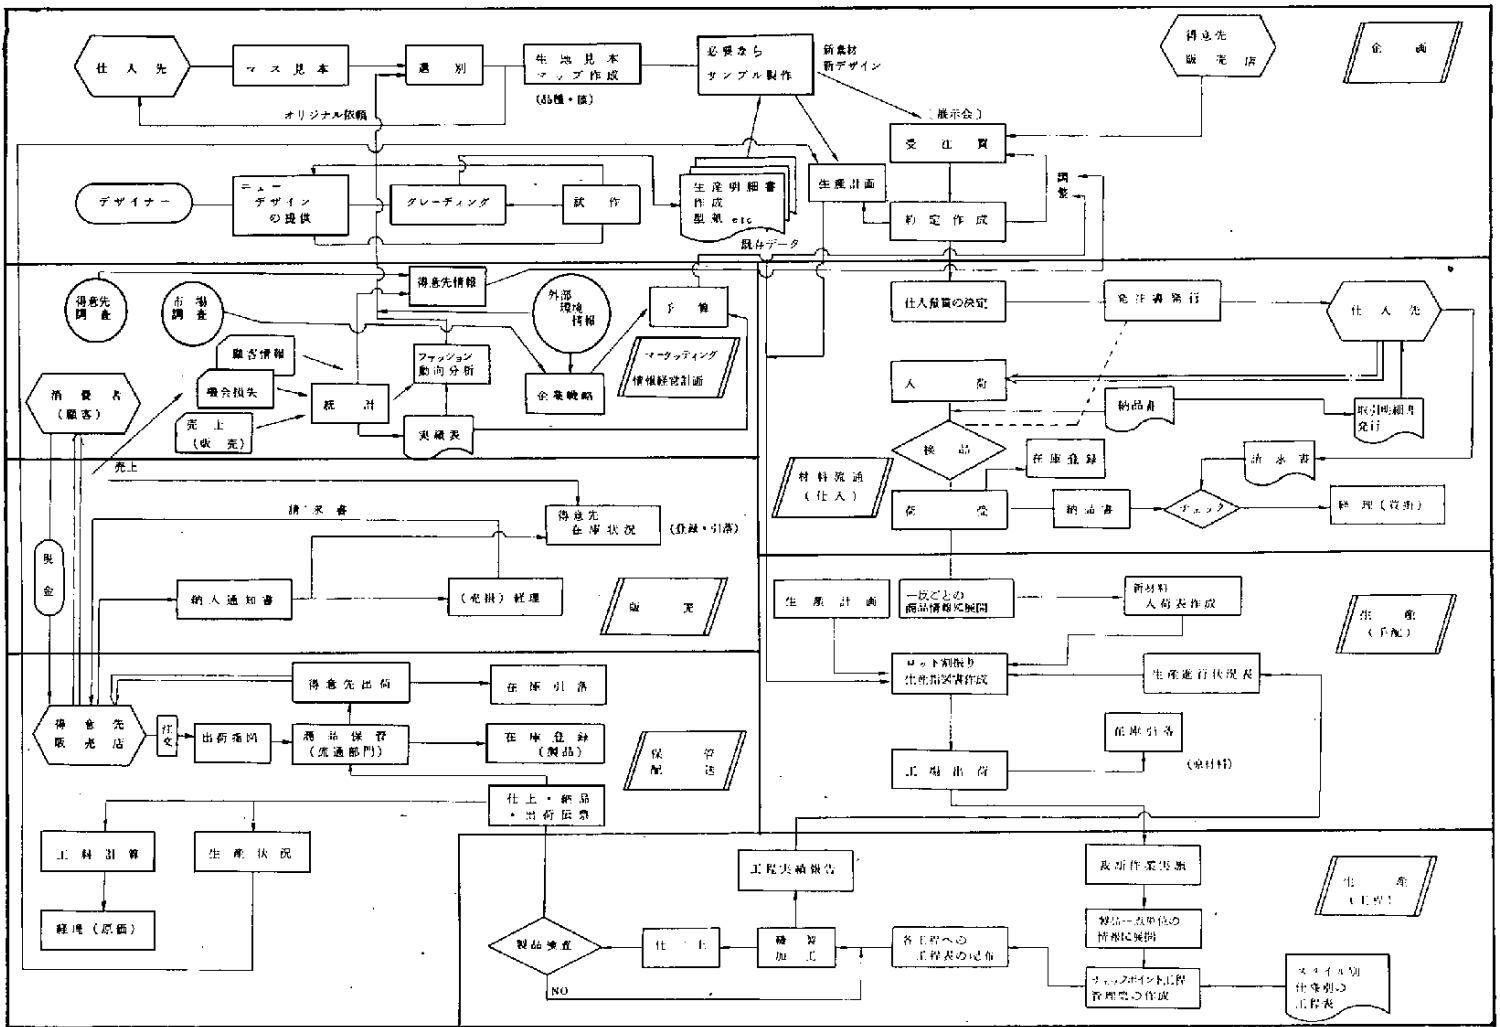 仕入先
マス見本
選別
生地見本
マップ作成
(品種・値)
必要なら
サンプル製作
新素材
新デザイン
得意先
販売店
企画
オリジナル依頼
〔展示会〕
受注質
調整
デザイナー
ニュー
デザイン
の提供
グレーディング
試作
生産明細書
作成
型紙 etc
既存データ
生産計画
約定作成
得意先
調査
市場
調査
得意先情報
外部
環境
情報
予算
仕入数質の決定
発注書発行
仕入先
顧客情報
機会損失
売上
(販売)
統計
ファッション
動向分析
実績表
企業戦略
マーケッティング
情報経営計画
消費者
(顧客)
入荷
納品書
取引明細書
発行
検品
在庫登録
請求書
材料流通
(仕入)
荷受
納品書
チェック
経理(買掛)
売上
請求書
得意先
在庫状況
(登録・引落)
現金
納入通知書
(売掛)経理
販売
生産計画
一反ごとの
商品情報に展開
新材料
入荷表作成
生産
(手配)
ロット割振り
生産指図書作成
生産進行状況表
得意先出荷
在庫引落
得意先
販売店
注文
出荷指図
商品保管
(流通部門)
在庫登録
(製品)
保管
配送
工場出荷
在庫引落
(原材料)
仕上・納品
・出荷伝票
工料計算
生産状況
経理(原価)
工程実績報告
裁断作業実施
生産
(工程)
製品一点単位の
情報に展開
製品検査
仕上
縫製
加工
各工程への
工程表の配布
チェックポイント工程
管理票の作成
スタイル別
仕様別の
工程表
NO